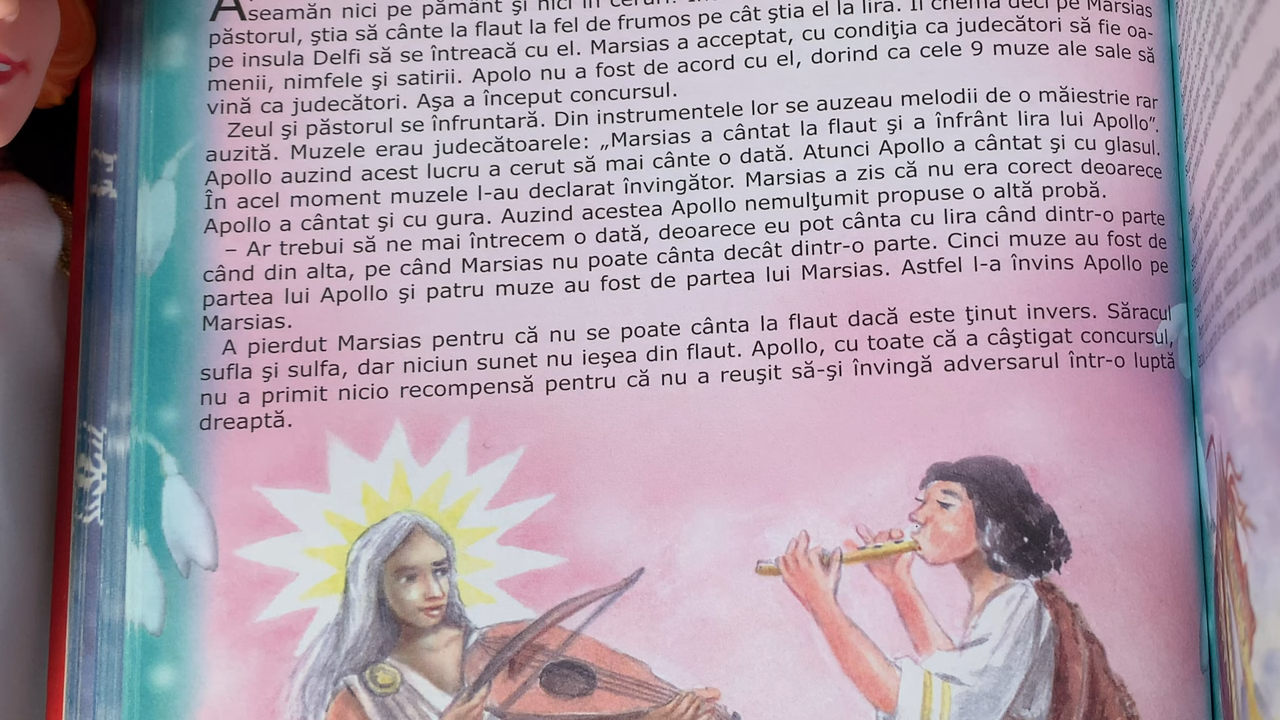 Aseamăn nici pe pământ şi nici în ceruri.
păstorul, ştia să cânte la flaut la fel de frumos pe cât ştia el la liră. Îl chemă deci pe Marsias
pe insula Delfi să se întreacă cu el. Marsias a acceptat, cu condiţia ca judecători să fie oa-
menii, nimfele şi satirii. Apolo nu a fost de acord cu el, dorind ca cele 9 muze ale sale să
vină ca judecători. Aşa a început concursul.
Zeul şi păstorul se înfruntară. Din instrumentele lor se auzeau melodii de o măiestrie rar
auzită. Muzele erau judecătoarele: „Marsias a cântat la flaut şi a înfrânt lira lui Apollo”.
Apollo auzind acest lucru a cerut să mai cânte o dată. Atunci Apollo a cântat şi cu glasul.
În acel moment muzele l-au declarat învingător. Marsias a zis că nu era corect deoarece
Apollo a cântat şi cu gura. Auzind acestea Apollo nemulţumit propuse o altă probă.
– Ar trebui să ne mai întrecem o dată, deoarece eu pot cânta cu lira când dintr-o parte
când din alta, pe când Marsias nu poate cânta decât dintr-o parte. Cinci muze au fost de
partea lui Apollo şi patru muze au fost de partea lui Marsias. Astfel l-a învins Apollo pe
Marsias.
A pierdut Marsias pentru că nu se poate cânta la flaut dacă este ţinut invers. Săracul
sufla şi sulfa, dar niciun sunet nu ieşea din flaut. Apollo, cu toate că a câştigat concursul,
nu a primit nicio recompensă pentru că nu a reuşit să-şi învingă adversarul într-o luptă
dreaptă.